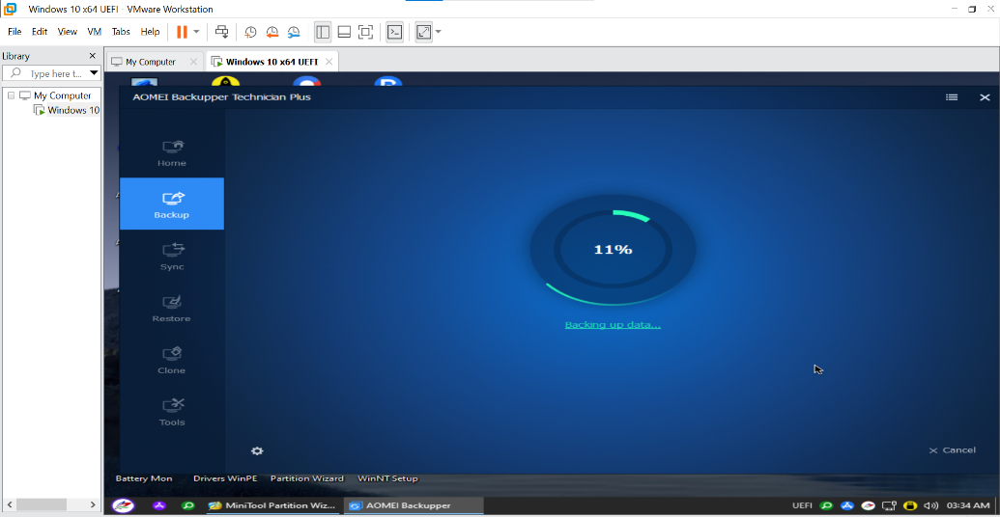 Windows 10 x64 UEFI - VMware Workstation
File Edit View VM Tabs Help
Library
Type here t...
My Computer
Windows 10
My Computer
Windows 10 x64 UEFI
AOMEI Backupper Technician Plus
Home
Backup
Sync
Restore
Clone
Tools
11%
Backing up data...
Cancel
Battery Mon Drivers WinPE Partition Wizard WinNT Setup
MiniTool Partition Wiz... AOMEI Backupper UEFI 03:34 AM